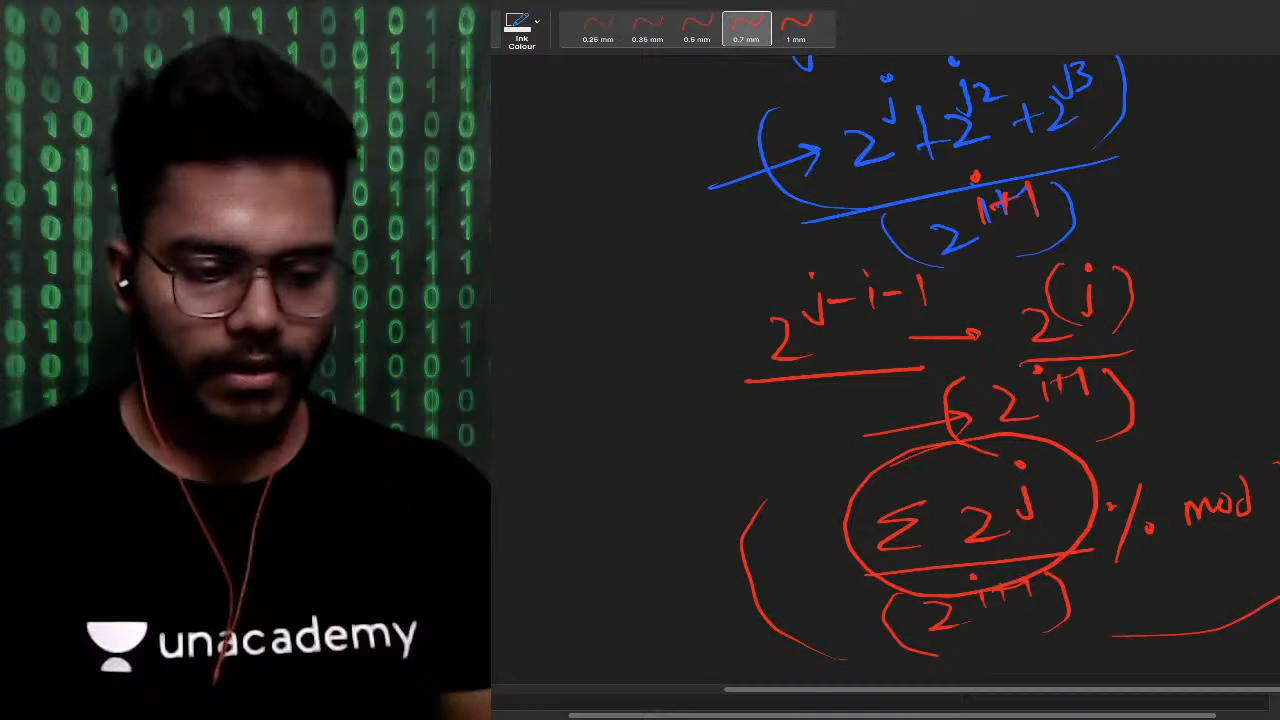 Ink
Colour
0.25 mm 0.35 mm 0.5 mm 0.7 mm 1 mm
→ 2^j + 2^j2 + 2^j3
(2^i+1)
2^j-i-1 → 2^(j)
→ (2^i+1)
( Σ 2^j % mod
(2^i+1)
unacademy